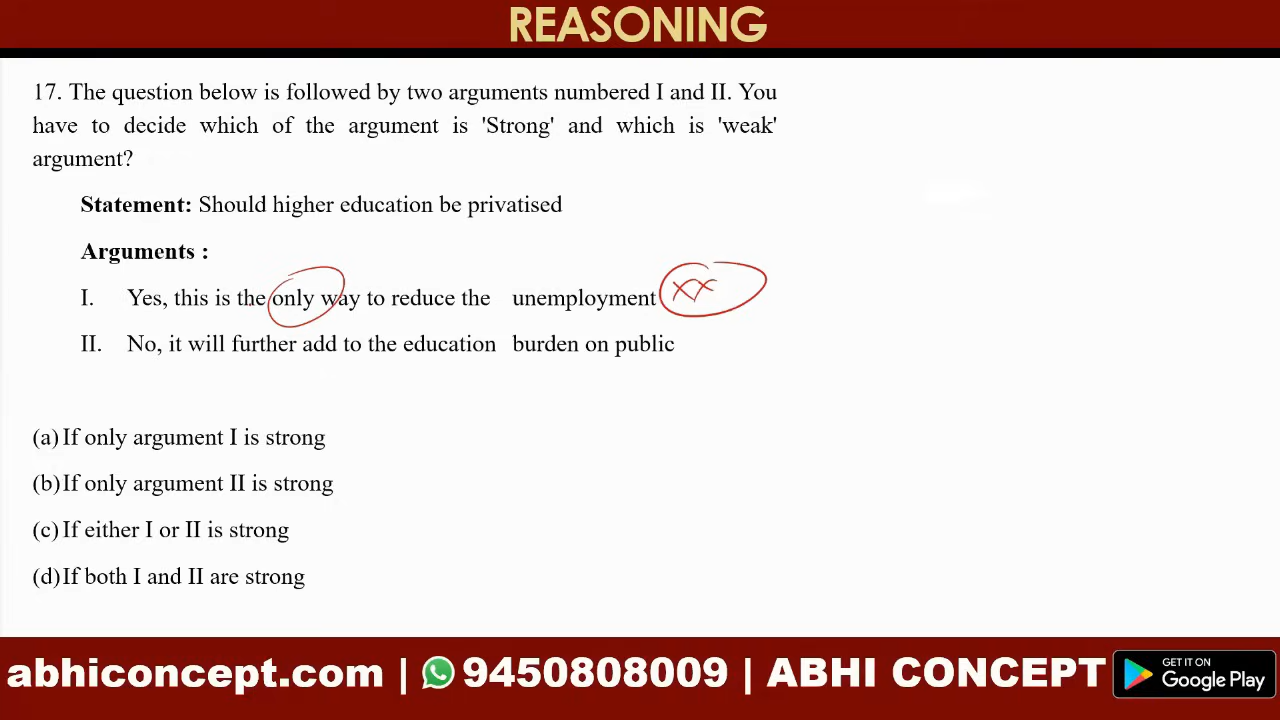 REASONING
17. The question below is followed by two arguments numbered I and II. You
have to decide which of the argument is 'Strong' and which is 'weak'
argument?
Statement: Should higher education be privatised
Arguments :
I. Yes, this is the only way to reduce the unemployment xx
II. No, it will further add to the education burden on public
(a) If only argument I is strong
(b) If only argument II is strong
(c) If either I or II is strong
(d) If both I and II are strong
abhiconcept.com | 9450808009 | ABHI CONCEPT GET IT ON Google Play